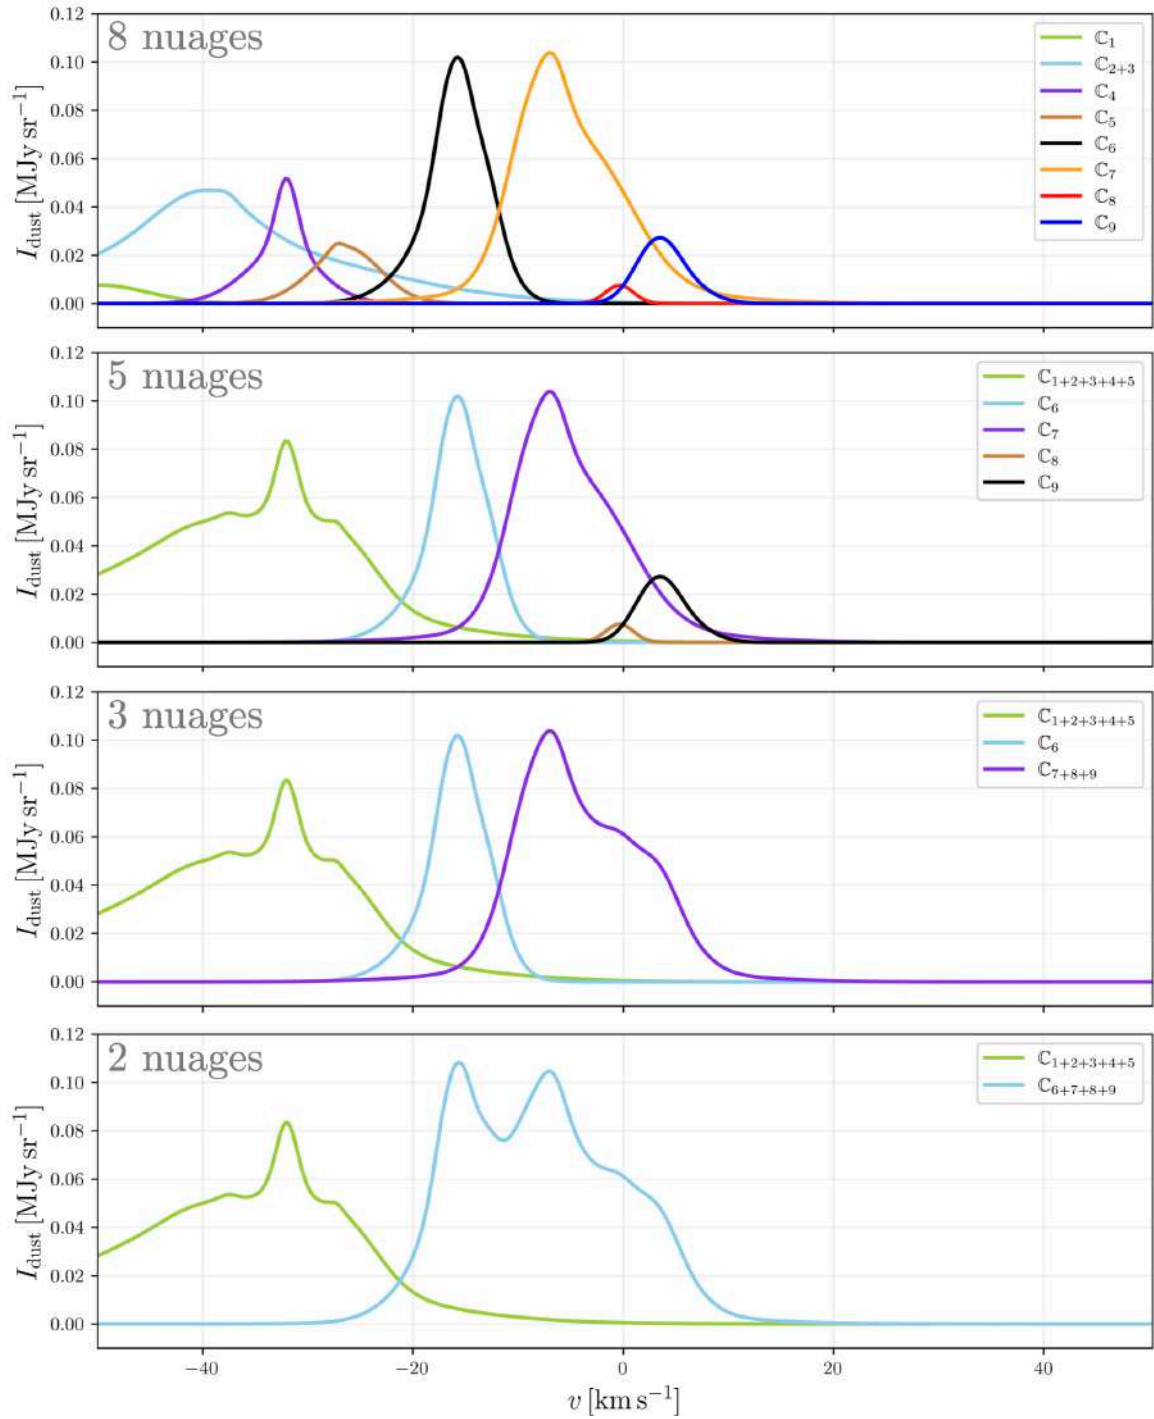 8 nuages
0.12
0.10
0.08
0.06
0.04
0.02
0.00
I_dust [MJy sr⁻¹]
ℂ₁
ℂ₂₊₃
ℂ₄
ℂ₅
ℂ₆
ℂ₇
ℂ₈
ℂ₉
5 nuages
0.12
0.10
0.08
0.06
0.04
0.02
0.00
I_dust [MJy sr⁻¹]
ℂ₁₊₂₊₃₊₄₊₅
ℂ₆
ℂ₇
ℂ₈
ℂ₉
3 nuages
0.12
0.10
0.08
0.06
0.04
0.02
0.00
I_dust [MJy sr⁻¹]
ℂ₁₊₂₊₃₊₄₊₅
ℂ₆
ℂ₇₊₈₊₉
2 nuages
0.12
0.10
0.08
0.06
0.04
0.02
0.00
I_dust [MJy sr⁻¹]
ℂ₁₊₂₊₃₊₄₊₅
ℂ₆₊₇₊₈₊₉
−40
−20
0
20
40
v [km s⁻¹]